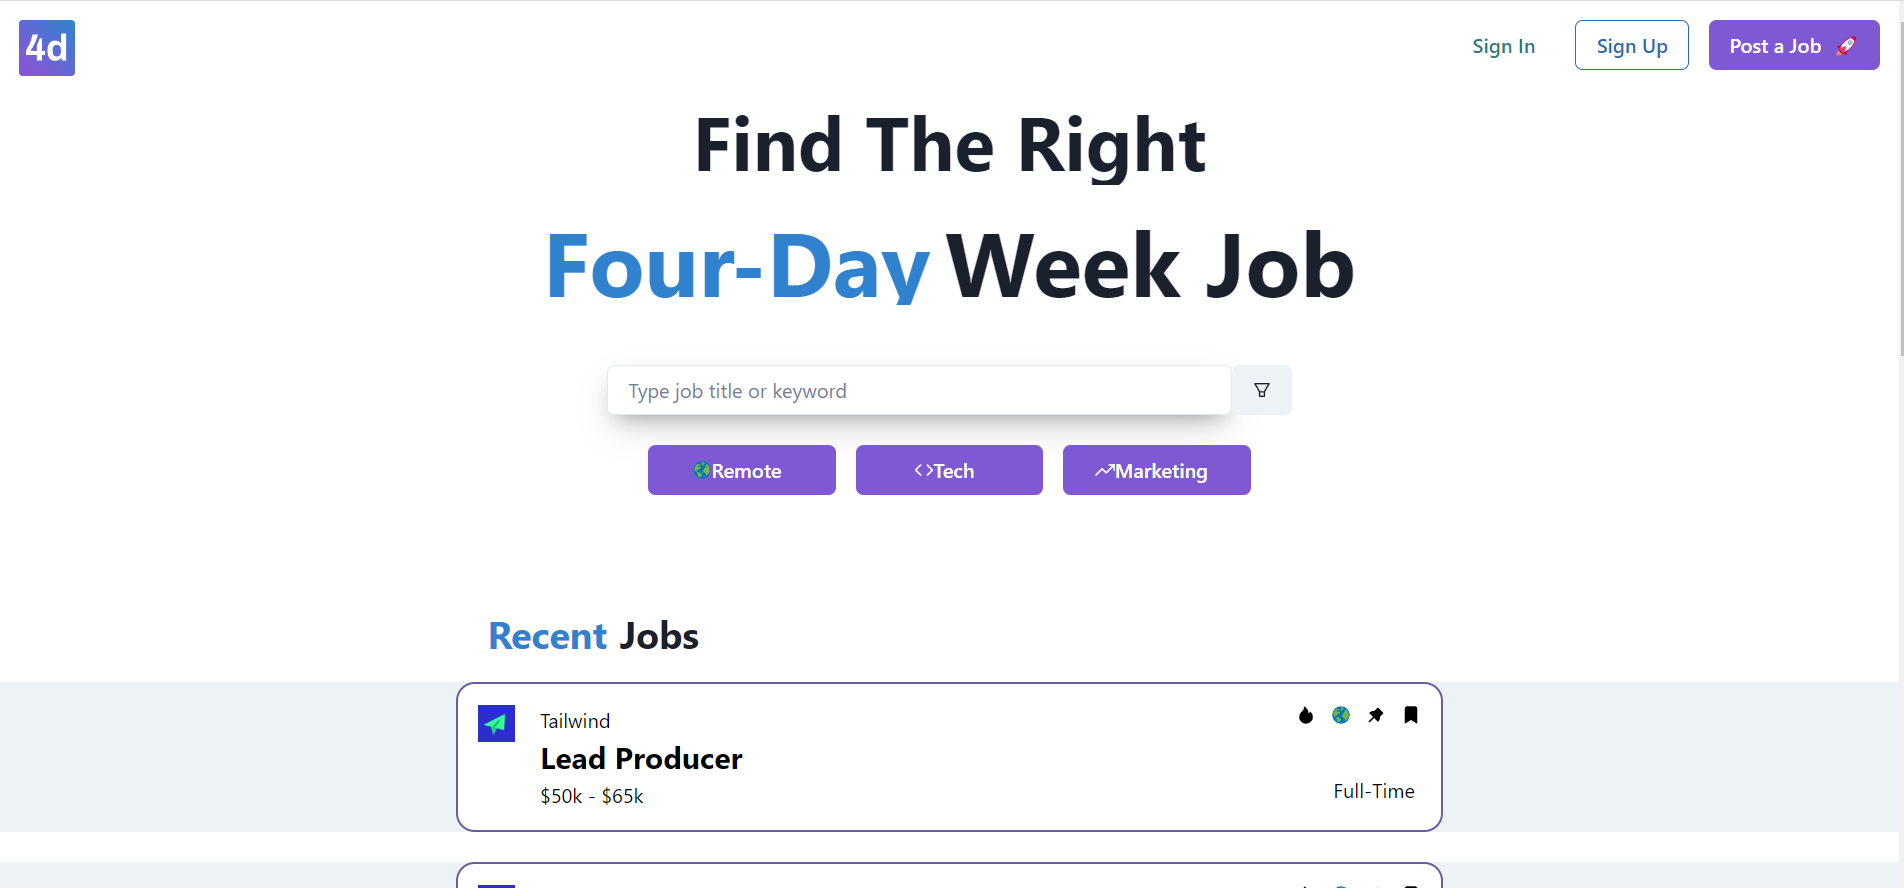 4d
Sign In
Sign Up
Post a Job
Find The Right
Four-Day Week Job
Type job title or keyword
Remote
Tech
Marketing
Recent Jobs
Tailwind
Lead Producer
$50k - $65k
Full-Time